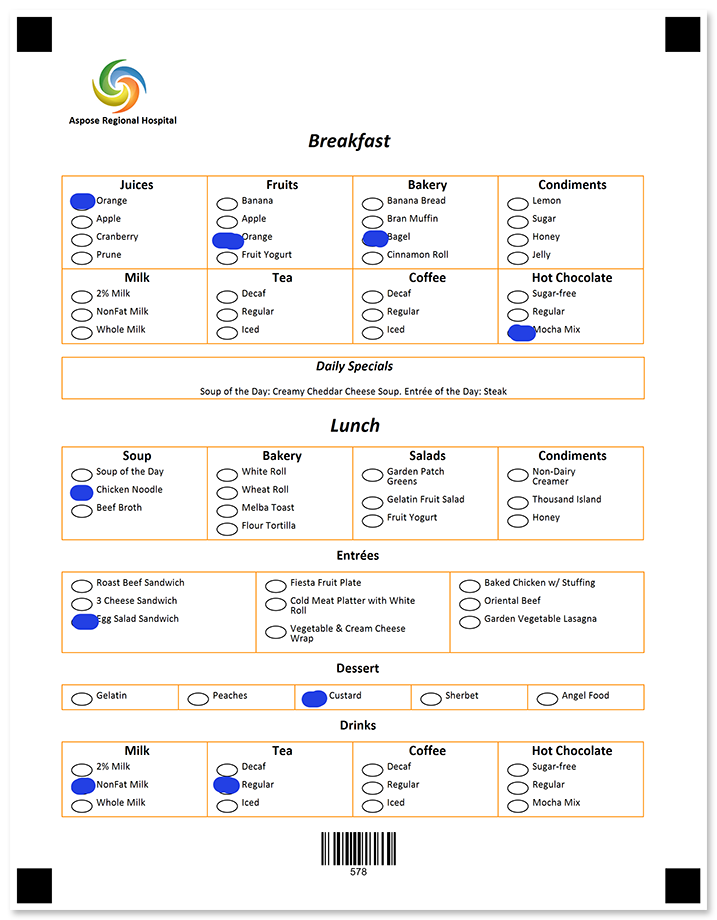 Aspose Regional Hospital
Breakfast
Juices Fruits Bakery Condiments
Orange Banana Banana Bread Lemon
Apple Apple Bran Muffin Sugar
Cranberry Orange Bagel Honey
Prune Fruit Yogurt Cinnamon Roll Jelly
Milk Tea Coffee Hot Chocolate
2% Milk Decaf Decaf Sugar-free
NonFat Milk Regular Regular Regular
Whole Milk Iced Iced Mocha Mix
Daily Specials
Soup of the Day: Creamy Cheddar Cheese Soup. Entrée of the Day: Steak
Lunch
Soup Bakery Salads Condiments
Soup of the Day White Roll Garden Patch Non-Dairy
Greens Creamer
Chicken Noodle Wheat Roll
Gelatin Fruit Salad Thousand Island
Beef Broth Melba Toast
Fruit Yogurt Honey
Flour Tortilla
Entrées
Roast Beef Sandwich Fiesta Fruit Plate Baked Chicken w/ Stuffing
3 Cheese Sandwich Cold Meat Platter with White Oriental Beef
Roll
Egg Salad Sandwich Garden Vegetable Lasagna
Vegetable & Cream Cheese
Wrap
Dessert
Gelatin Peaches Custard Sherbet Angel Food
Drinks
Milk Tea Coffee Hot Chocolate
2% Milk Decaf Decaf Sugar-free
NonFat Milk Regular Regular Regular
Whole Milk Iced Iced Mocha Mix
578